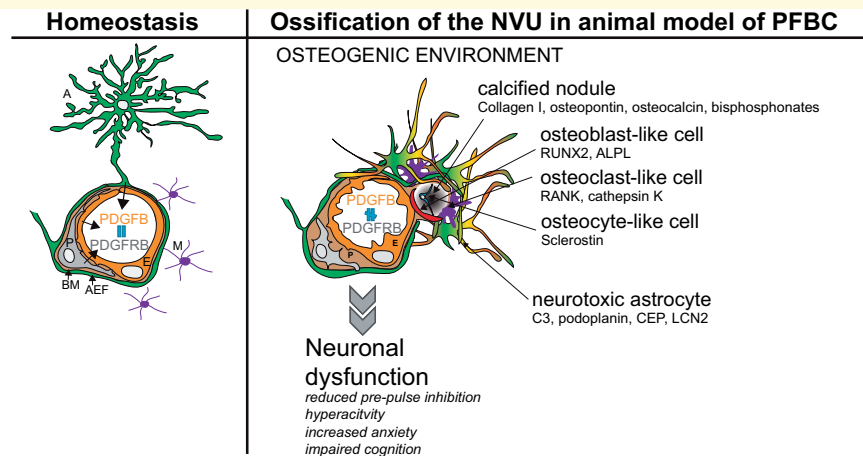 Homeostasis
Ossification of the NVU in animal model of PFBC
A
PDGFB
PDGFRB
P
E
M
BM
AEF
OSTEOGENIC ENVIRONMENT
calcified nodule
Collagen I, osteopontin, osteocalcin, bisphosphonates
osteoblast-like cell
RUNX2, ALPL
osteoclast-like cell
RANK, cathepsin K
osteocyte-like cell
Sclerostin
PDGFB
PDGFRB
E
P
neurotoxic astrocyte
C3, podoplanin, CEP, LCN2
Neuronal
dysfunction
reduced pre-pulse inhibition
hyperacitvity
increased anxiety
impaired cognition